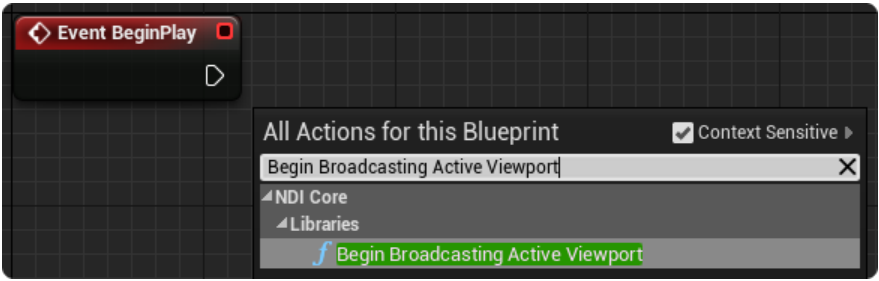 Event BeginPlay
All Actions for this Blueprint
Context Sensitive
Begin Broadcasting Active Viewport
NDI Core
Libraries
f Begin Broadcasting Active Viewport